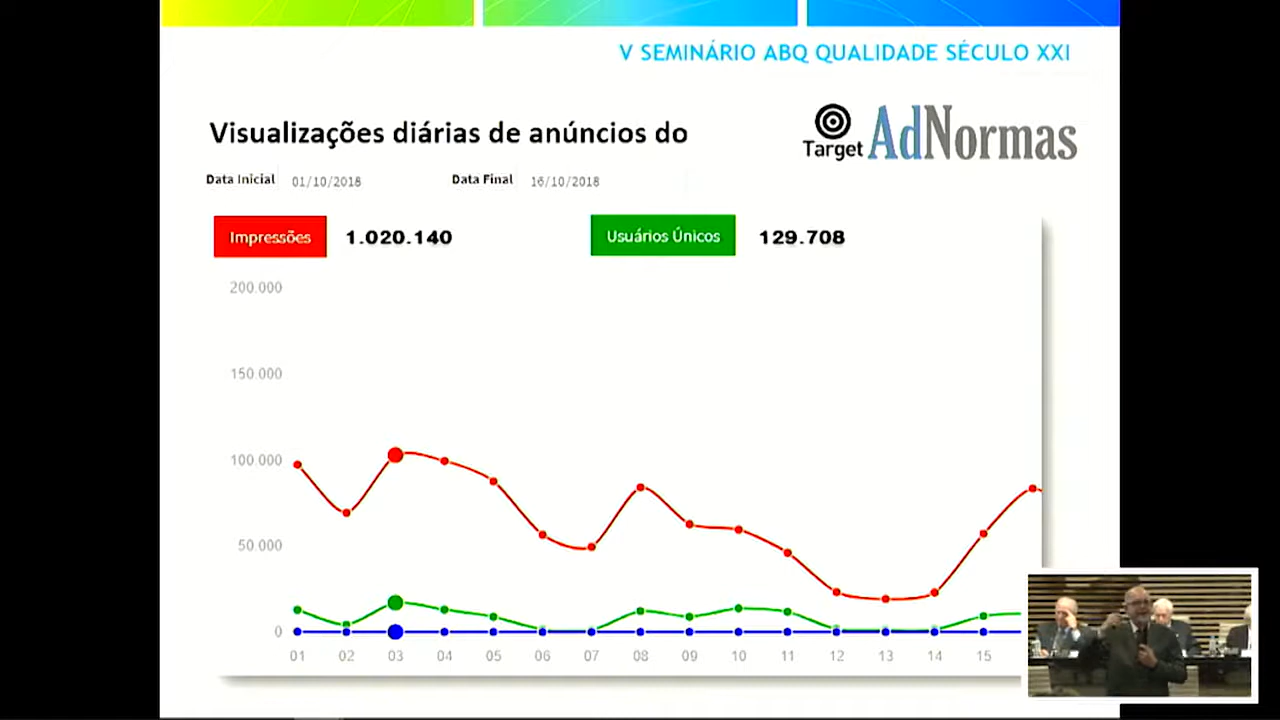 V SEMINÁRIO ABQ QUALIDADE SÉCULO XXI
Visualizações diárias de anúncios do
Target AdNormas
Data Inicial 01/10/2018 Data Final 16/10/2018
Impressões 1.020.140 Usuários Únicos 129.708
200.000
150.000
100.000
50.000
0
01 02 03 04 05 06 07 08 09 10 11 12 13 14 15